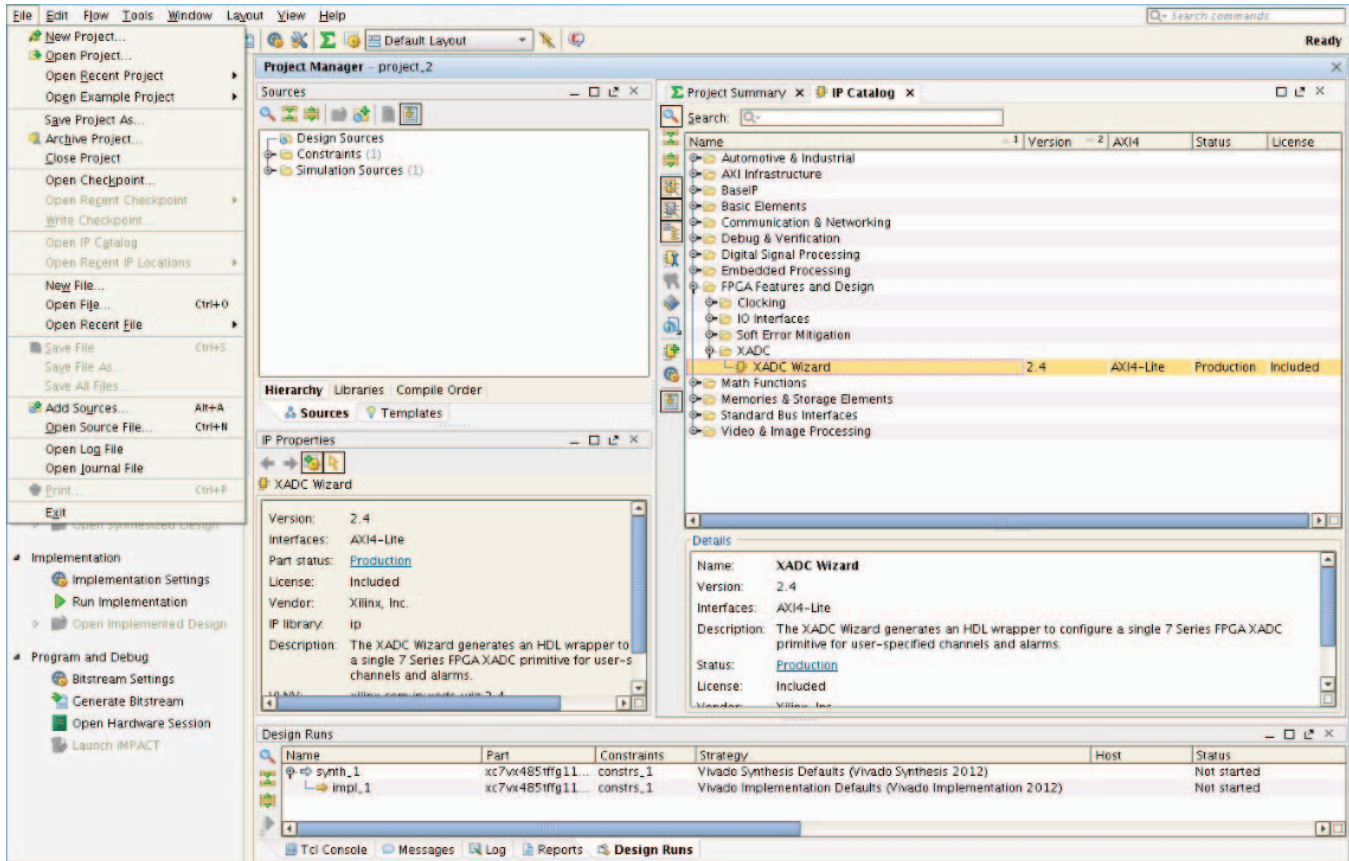 File Edit Flow Tools Window Layout View Help
Search commands
New Project...
Open Project...
Open Recent Project
Open Example Project
Save Project As...
Archive Project...
Close Project
Open Checkpoint...
Open Recent Checkpoint
Write Checkpoint...
Open IP Catalog
Open Recent IP Locations
New File...
Open File... Ctrl+O
Open Recent File
Save File Ctrl+S
Save File As...
Save All Files...
Add Sources... Alt+A
Open Source File... Ctrl+N
Open Log File
Open Journal File
Print... Ctrl+P
Exit
Open Synthesized Design
Implementation
Implementation Settings
Run Implementation
Open Implemented Design
Program and Debug
Bitstream Settings
Generate Bitstream
Open Hardware Session
Launch iMPACT
Default Layout
Ready
Project Manager - project_2
Sources
Design Sources
Constraints (1)
Simulation Sources (1)
Hierarchy Libraries Compile Order
Sources Templates
IP Properties
XADC Wizard
Version: 2.4
Interfaces: AXI4-Lite
Part status: Production
License: Included
Vendor: Xilinx, Inc.
IP library: ip
Description: The XADC Wizard generates an HDL wrapper to
a single 7 Series FPGA XADC primitive for user-s
channels and alarms.
Project Summary IP Catalog
Search:
Name 1 Version 2 AXI4 Status License
Automotive & Industrial
AXI Infrastructure
BaseIP
Basic Elements
Communication & Networking
Debug & Verification
Digital Signal Processing
Embedded Processing
FPGA Features and Design
Clocking
IO Interfaces
Soft Error Mitigation
XADC
XADC Wizard 2.4 AXI4-Lite Production Included
Math Functions
Memories & Storage Elements
Standard Bus Interfaces
Video & Image Processing
Details
Name: XADC Wizard
Version: 2.4
Interfaces: AXI4-Lite
Description: The XADC Wizard generates an HDL wrapper to configure a single 7 Series FPGA XADC
primitive for user-specified channels and alarms.
Status: Production
License: Included
Vendor: Xilinx, Inc.
Design Runs
Name Part Constraints Strategy Host Status
synth_1 xc7vx485tffg11... constrs_1 Vivado Synthesis Defaults (Vivado Synthesis 2012) Not started
impl_1 xc7vx485tffg11... constrs_1 Vivado Implementation Defaults (Vivado Implementation 2012) Not started
Tcl Console Messages Log Reports Design Runs